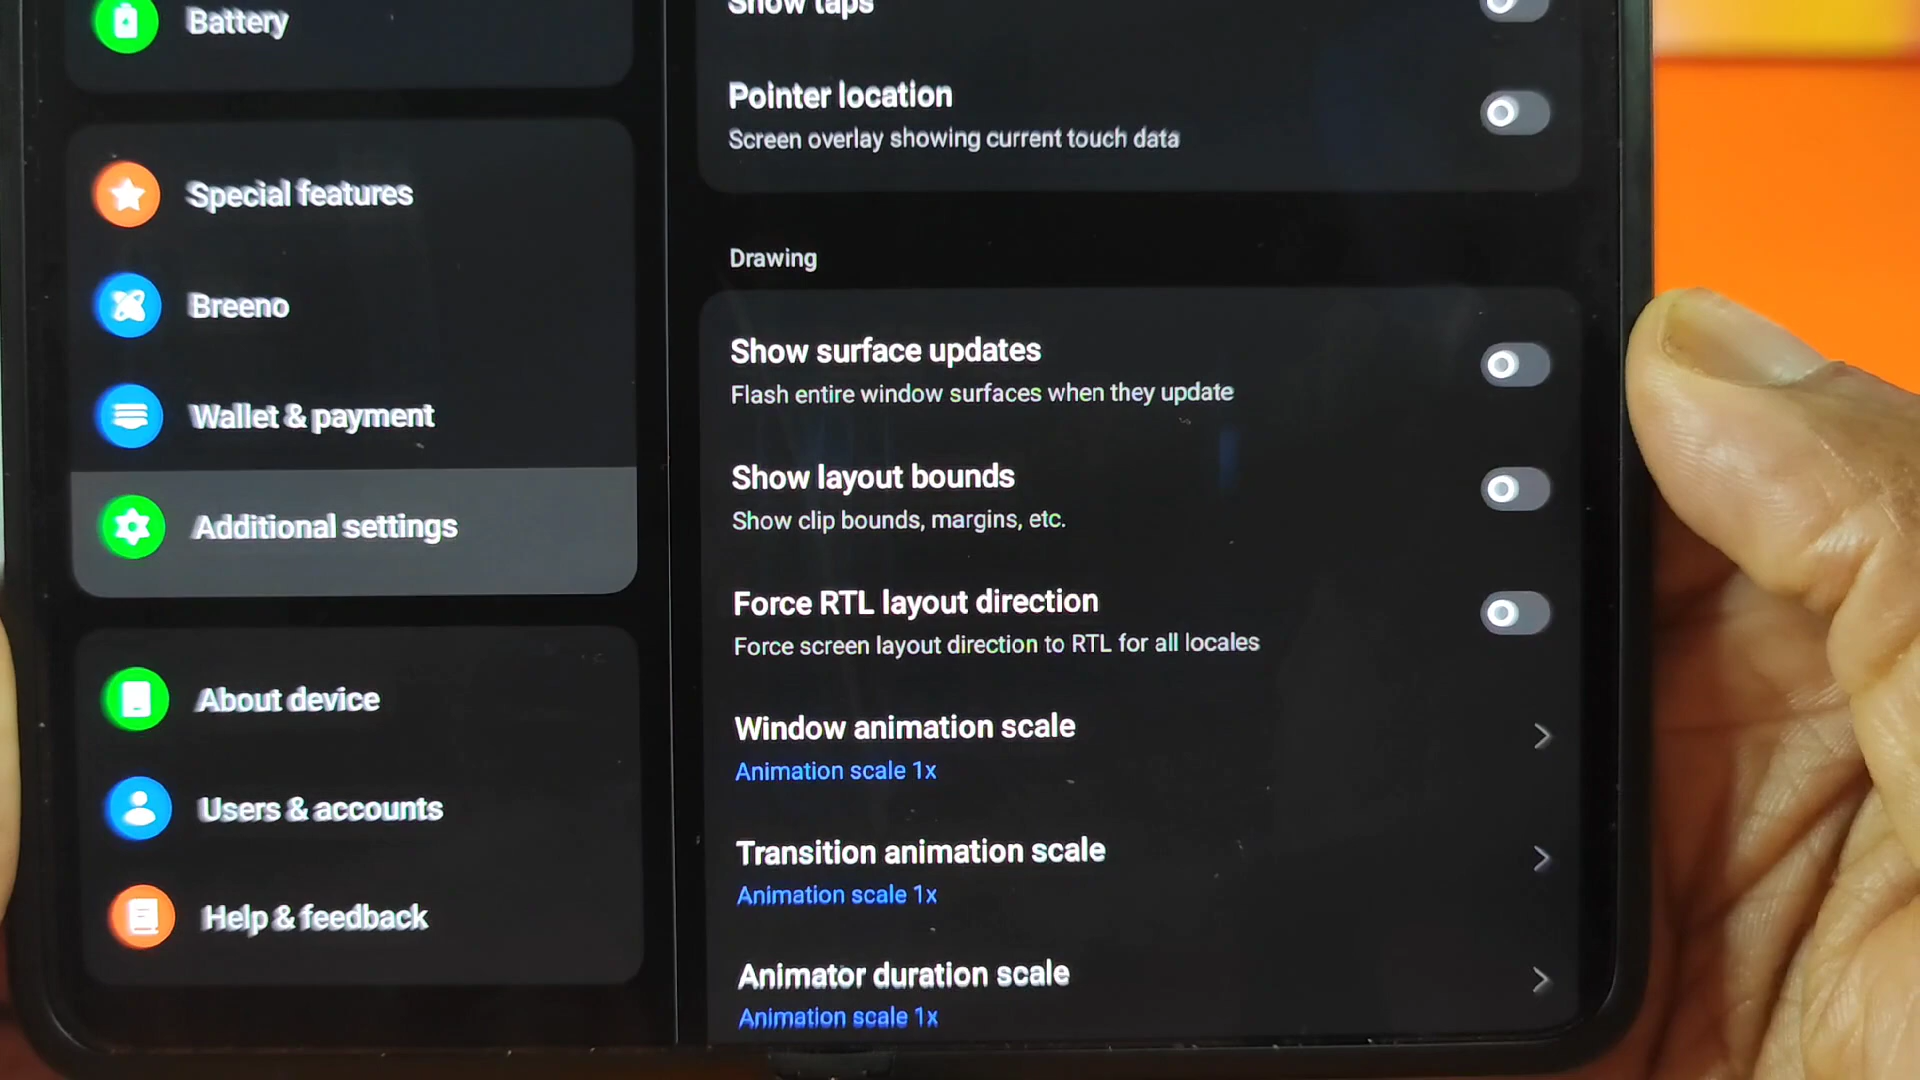 Battery
Special features
Breeno
Wallet & payment
Additional settings
About device
Users & accounts
Help & feedback
Show taps
Pointer location
Screen overlay showing current touch data
Drawing
Show surface updates
Flash entire window surfaces when they update
Show layout bounds
Show clip bounds, margins, etc.
Force RTL layout direction
Force screen layout direction to RTL for all locales
Window animation scale
Animation scale 1x
Transition animation scale
Animation scale 1x
Animator duration scale
Animation scale 1x